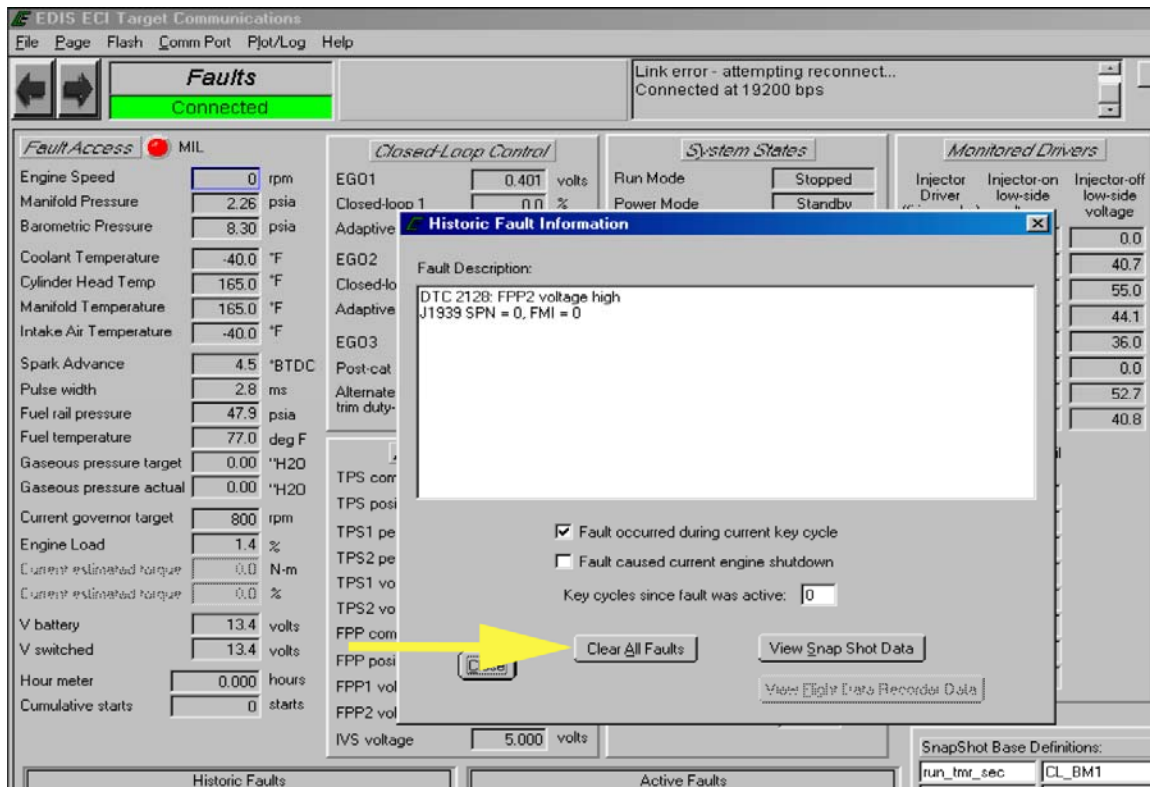 EDIS ECI Target Communications
File Page Flash Comm Port Plot/Log Help
Faults
Connected
Link error - attempting reconnect...
Connected at 19200 bps
Fault Access MIL
Engine Speed 0 rpm
Manifold Pressure 2.26 psia
Barometric Pressure 8.30 psia
Coolant Temperature -40.0 °F
Cylinder Head Temp 165.0 °F
Manifold Temperature 165.0 °F
Intake Air Temperature -40.0 °F
Spark Advance 4.5 °BTDC
Pulse width 2.8 ms
Fuel rail pressure 47.9 psia
Fuel temperature 77.0 deg F
Gaseous pressure target 0.00 "H2O
Gaseous pressure actual 0.00 "H2O
Current governor target 800 rpm
Engine Load 1.4 %
Current estimated torque 0.0 N-m
Current estimated torque 0.0 %
V battery 13.4 volts
V switched 13.4 volts
Hour meter 0.000 hours
Cumulative starts 0 starts
Closed-Loop Control
EGO1 0.401 volts
Closed-loop 1 0.0 %
Adaptive
EGO2
Closed-lo
Adaptive
EGO3
Post-cat
Alternate
trim duty-
TPS com
TPS posi
TPS1 pe
TPS2 pe
TPS1 vo
TPS2 vo
FPP com
FPP posi
FPP1 vol
FPP2 vol
IVS voltage 5.000 volts
System States
Run Mode Stopped
Power Mode Standby
Monitored Drivers
Injector Injector-on Injector-off
Driver low-side low-side
voltage
0.0
40.7
55.0
44.1
36.0
0.0
52.7
40.8
Historic Fault Information
Fault Description:
DTC 2128: FPP2 voltage high
J1939 SPN = 0, FMI = 0
Fault occurred during current key cycle
Fault caused current engine shutdown
Key cycles since fault was active: 0
Close
Clear All Faults
View Snap Shot Data
View Flight Data Recorder Data
Historic Faults
Active Faults
SnapShot Base Definitions:
run_tmr_sec CL_BM1